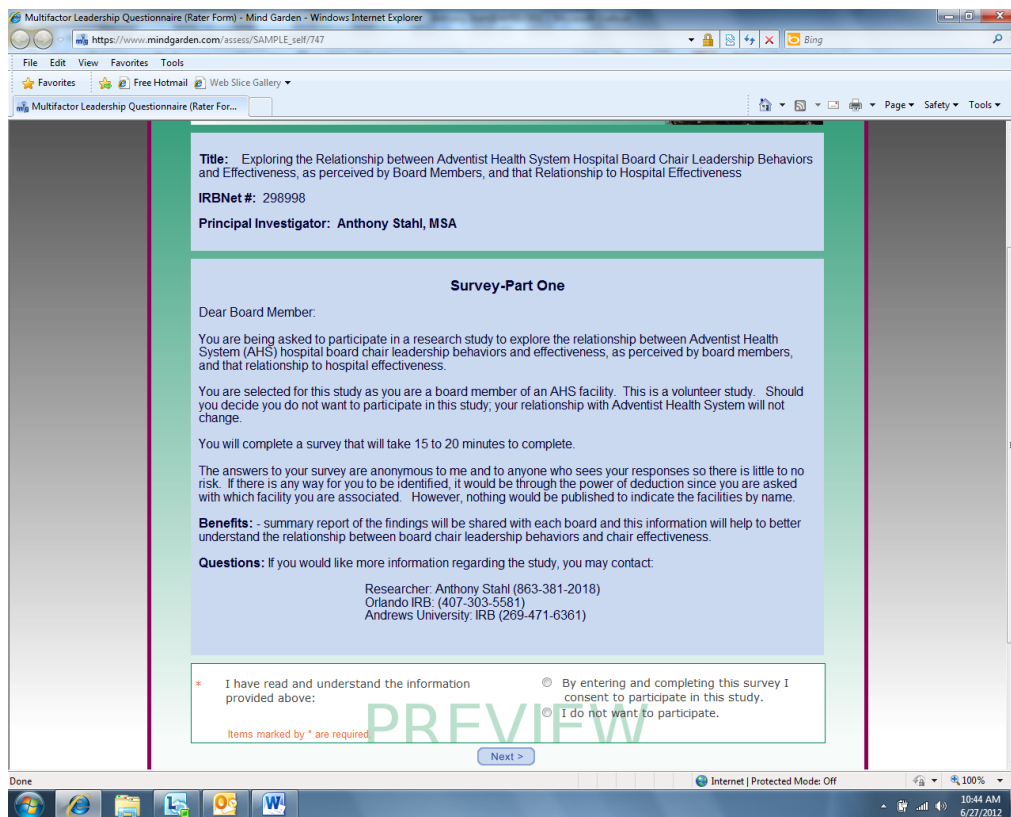 Multifactor Leadership Questionnaire (Rater Form) - Mind Garden - Windows Internet Explorer
https://www.mindgarden.com/assess/SAMPLE_self/747
Bing
File Edit View Favorites Tools
Favorites Free Hotmail Web Slice Gallery
Multifactor Leadership Questionnaire (Rater For...
Page Safety Tools
Title: Exploring the Relationship between Adventist Health System Hospital Board Chair Leadership Behaviors
and Effectiveness, as perceived by Board Members, and that Relationship to Hospital Effectiveness
IRBNet #: 298998
Principal Investigator: Anthony Stahl, MSA
Survey-Part One
Dear Board Member:
You are being asked to participate in a research study to explore the relationship between Adventist Health
System (AHS) hospital board chair leadership behaviors and effectiveness, as perceived by board members,
and that relationship to hospital effectiveness.
You are selected for this study as you are a board member of an AHS facility. This is a volunteer study. Should
you decide you do not want to participate in this study; your relationship with Adventist Health System will not
change.
You will complete a survey that will take 15 to 20 minutes to complete.
The answers to your survey are anonymous to me and to anyone who sees your responses so there is little to no
risk. If there is any way for you to be identified, it would be through the power of deduction since you are asked
with which facility you are associated. However, nothing would be published to indicate the facilities by name.
Benefits: - summary report of the findings will be shared with each board and this information will help to better
understand the relationship between board chair leadership behaviors and chair effectiveness.
Questions: If you would like more information regarding the study, you may contact:
Researcher: Anthony Stahl (863-381-2018)
Orlando IRB: (407-303-5581)
Andrews University: IRB (269-471-6361)
* I have read and understand the information
provided above:
By entering and completing this survey I
consent to participate in this study.
I do not want to participate.
PREVIEW
Items marked by * are required.
Next >
Done
Internet | Protected Mode: Off
100%
10:44 AM
6/27/2012